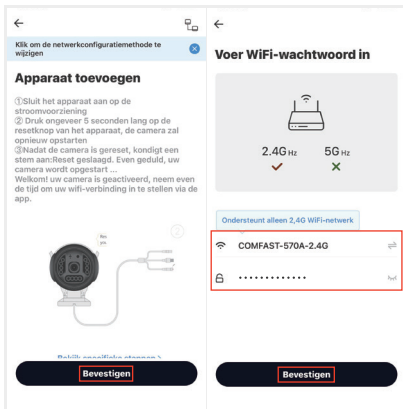 Klik om de netwerkconfiguratiemethode te
wijzigen
Apparaat toevoegen
①Sluit het apparaat aan op de
stroomvoorziening
② Druk ongeveer 5 seconden lang op de
resetknop van het apparaat, de camera zal
opnieuw opstarten
③Nadat de camera is gereset, kondigt een
stem aan:Reset geslaagd. Even geduld, uw
camera wordt opgestart ...
Welkom! uw camera is geactiveerd, neem even
de tijd om uw wifi-verbinding in te stellen via de
app.
②
Bekijk specifieke stappen >
Bevestigen
Voer WiFi-wachtwoord in
2.4G Hz
5G Hz
Ondersteunt alleen 2,4G WiFi-netwerk
COMFAST-570A-2.4G
Bevestigen